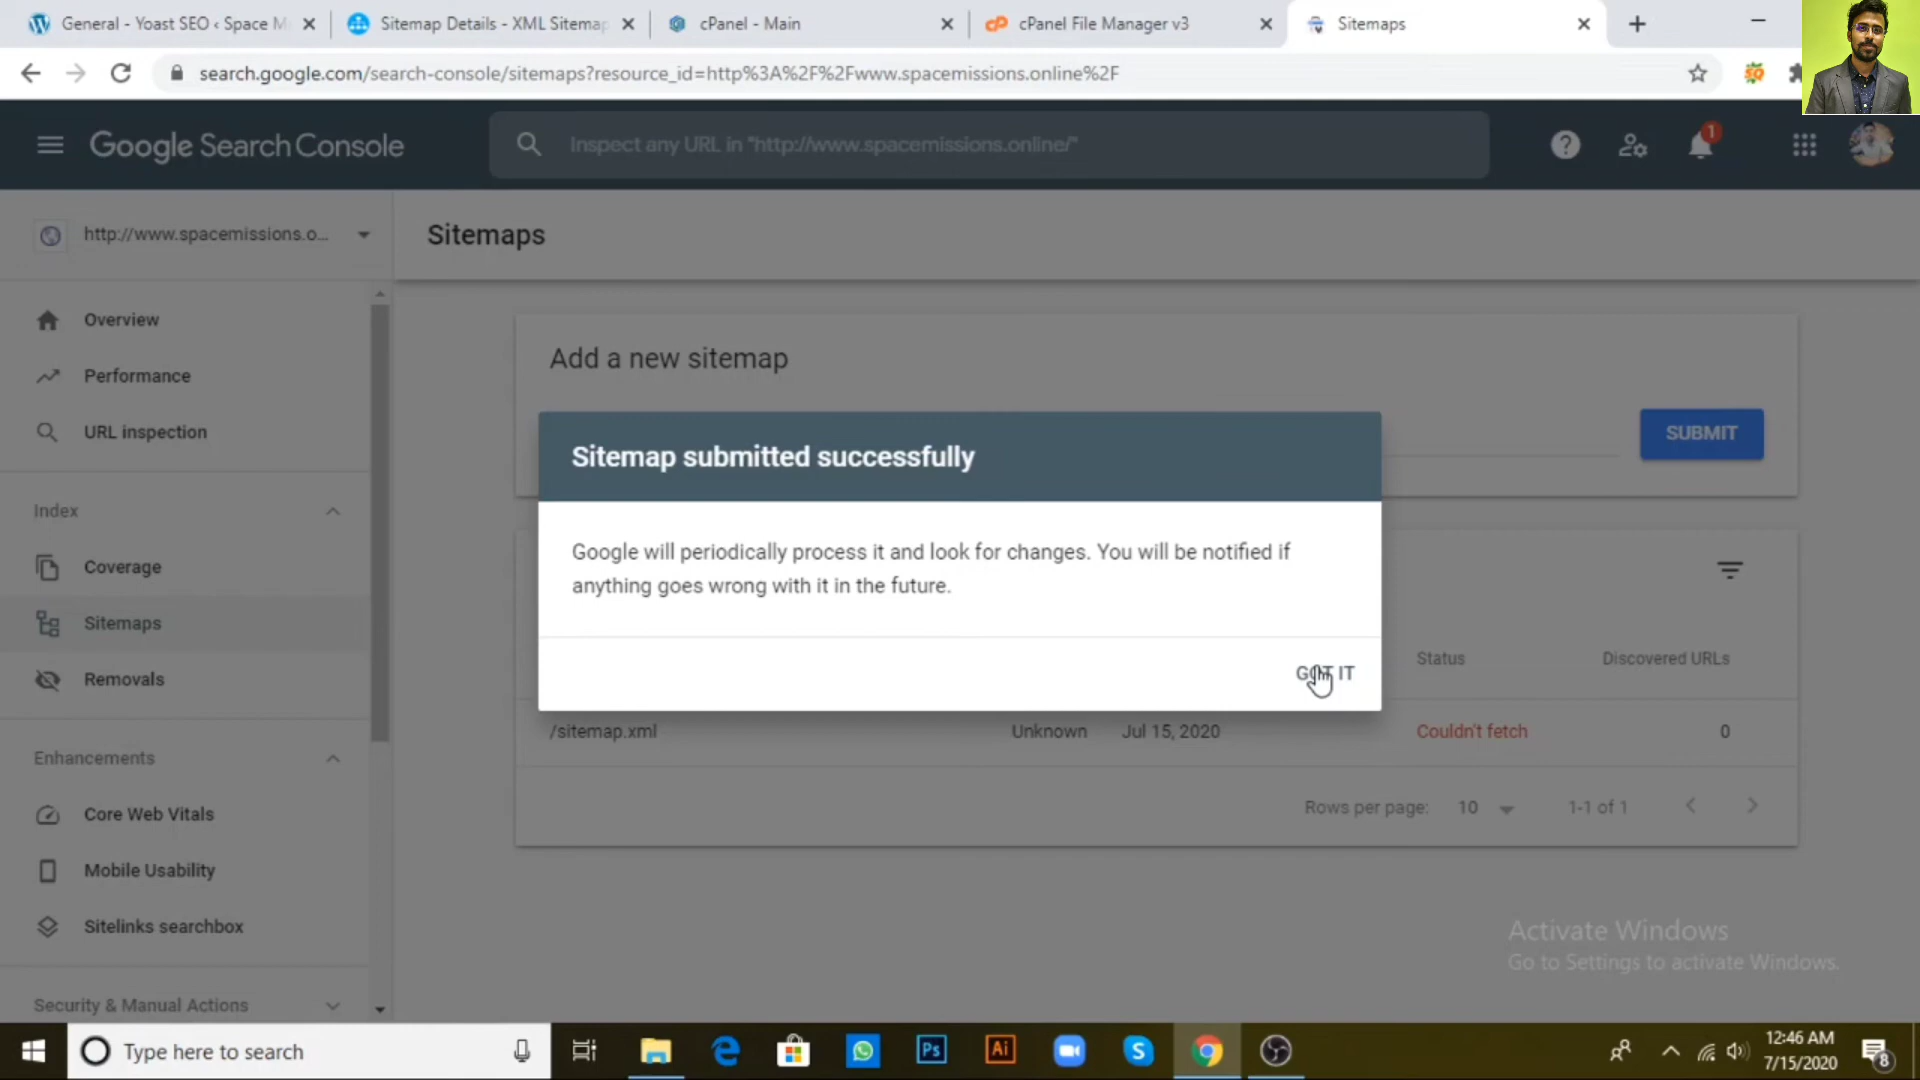 General - Yoast SEO ‹ Space M
Sitemap Details - XML Sitemap
cPanel - Main
cPanel File Manager v3
Sitemaps
search.google.com/search-console/sitemaps?resource_id=http%3A%2F%2Fwww.spacemissions.online%2F
Google Search Console
Inspect any URL in "http://www.spacemissions.online/"
1
http://www.spacemissions.o...
Sitemaps
Overview
Performance
URL inspection
Index
Coverage
Sitemaps
Removals
Enhancements
Core Web Vitals
Mobile Usability
Sitelinks searchbox
Security & Manual Actions
Add a new sitemap
SUBMIT
Sitemap submitted successfully
Google will periodically process it and look for changes. You will be notified if
anything goes wrong with it in the future.
GOT IT
Status Discovered URLs
/sitemap.xml Unknown Jul 15, 2020 Couldn't fetch 0
Rows per page: 10 1-1 of 1
Activate Windows
Go to Settings to activate Windows.
Type here to search
Ps
Ai
S
12:46 AM
7/15/2020
8